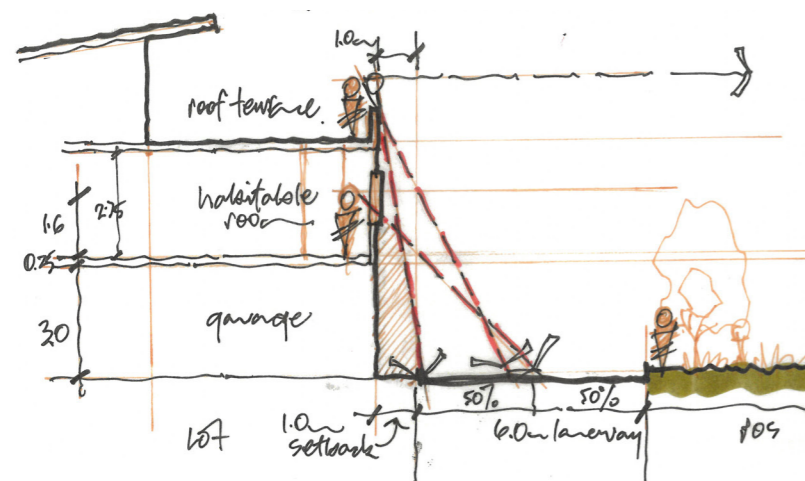 1.0m
roof terrace
habitable
room
1.6
2.75
0.25
garage
3.0
50%
50%
LOT
1.0m
setback
6.0m laneway
POS